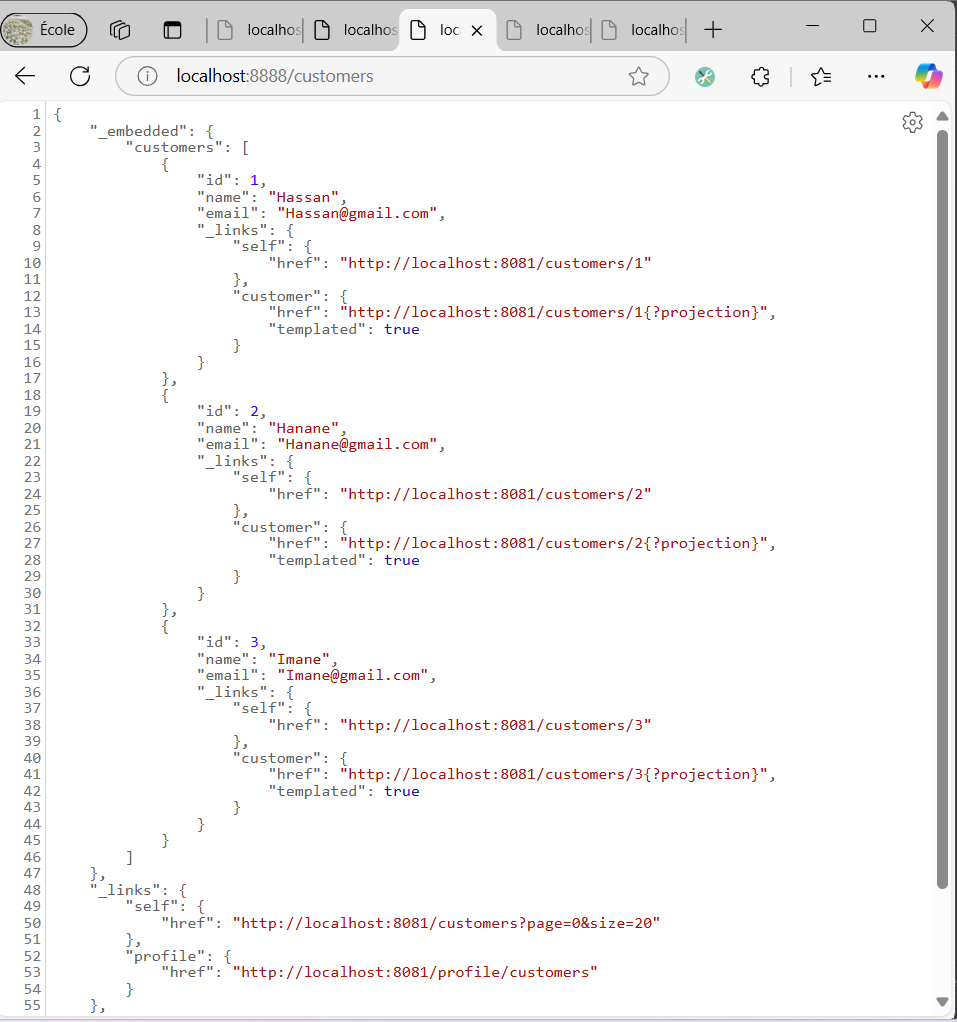 École
localhos
localhos
loc
localhos
localhos
localhost:8888/customers
1 {
2     "_embedded": {
3         "customers": [
4             {
5                 "id": 1,
6                 "name": "Hassan",
7                 "email": "Hassan@gmail.com",
8                 "_links": {
9                     "self": {
10                         "href": "http://localhost:8081/customers/1"
11                     },
12                     "customer": {
13                         "href": "http://localhost:8081/customers/1{?projection}",
14                         "templated": true
15                     }
16                 }
17             },
18             {
19                 "id": 2,
20                 "name": "Hanane",
21                 "email": "Hanane@gmail.com",
22                 "_links": {
23                     "self": {
24                         "href": "http://localhost:8081/customers/2"
25                     },
26                     "customer": {
27                         "href": "http://localhost:8081/customers/2{?projection}",
28                         "templated": true
29                     }
30                 }
31             },
32             {
33                 "id": 3,
34                 "name": "Imane",
35                 "email": "Imane@gmail.com",
36                 "_links": {
37                     "self": {
38                         "href": "http://localhost:8081/customers/3"
39                     },
40                     "customer": {
41                         "href": "http://localhost:8081/customers/3{?projection}",
42                         "templated": true
43                     }
44                 }
45             }
46         ]
47     },
48     "_links": {
49         "self": {
50             "href": "http://localhost:8081/customers?page=0&size=20"
51         },
52         "profile": {
53             "href": "http://localhost:8081/profile/customers"
54         }
55     },